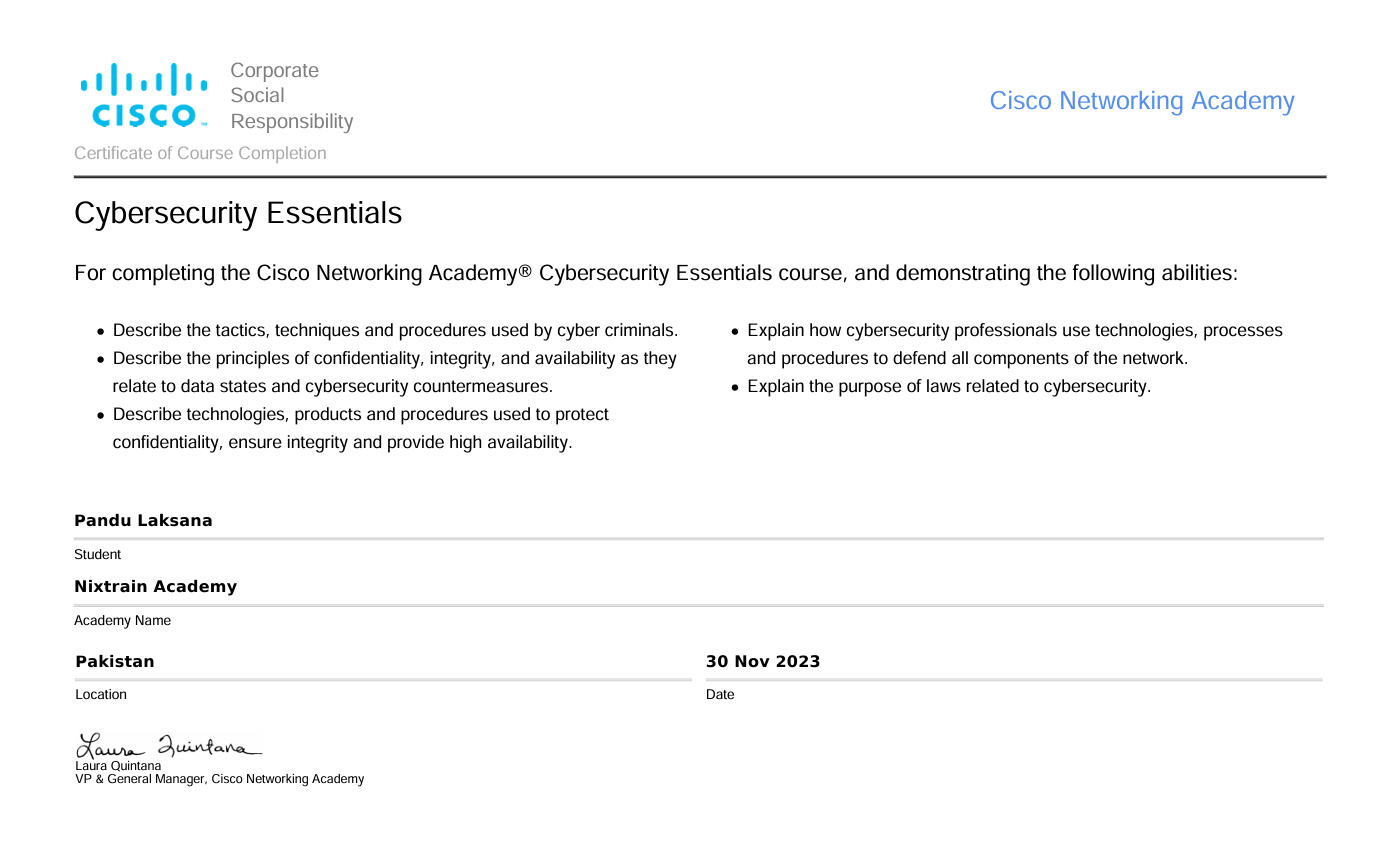 CISCO
Corporate
Social
Responsibility
Cisco Networking Academy
Certificate of Course Completion
Cybersecurity Essentials
For completing the Cisco Networking Academy® Cybersecurity Essentials course, and demonstrating the following abilities:
• Describe the tactics, techniques and procedures used by cyber criminals.
• Describe the principles of confidentiality, integrity, and availability as they
relate to data states and cybersecurity countermeasures.
• Describe technologies, products and procedures used to protect
confidentiality, ensure integrity and provide high availability.
• Explain how cybersecurity professionals use technologies, processes
and procedures to defend all components of the network.
• Explain the purpose of laws related to cybersecurity.
Pandu Laksana
Student
Nixtrain Academy
Academy Name
Pakistan
Location
30 Nov 2023
Date
Laura Quintana
Laura Quintana
VP & General Manager, Cisco Networking Academy